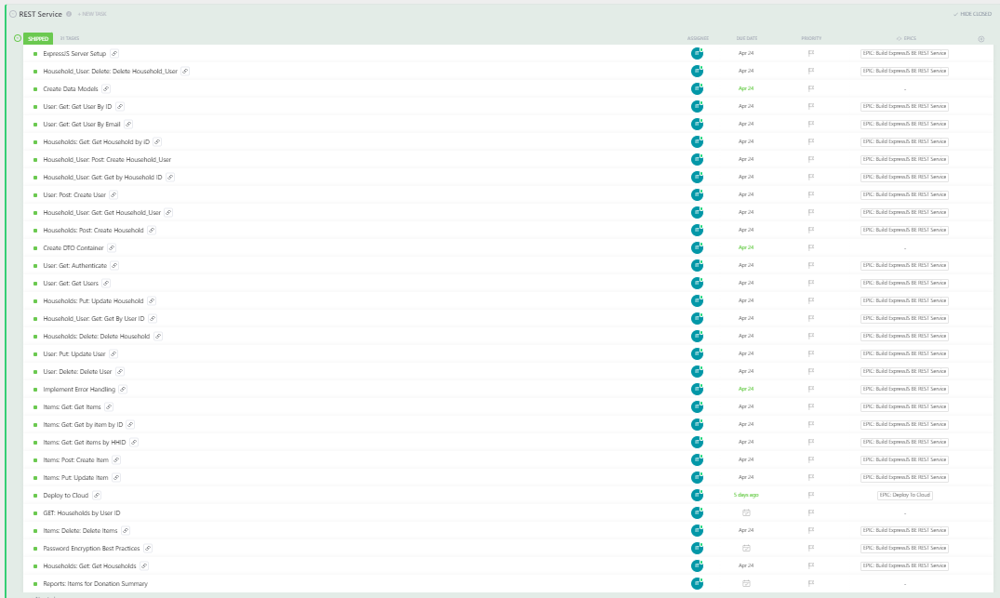 REST Service + NEW TASK HIDE CLOSED
SHIPPED 31 TASKS ASSIGNEE DUE DATE PRIORITY EPICS
ExpressJS Server Setup Apr 24 EPIC: Build ExpressJS BE REST Service
Household_User: Delete: Delete Household_User Apr 24 EPIC: Build ExpressJS BE REST Service
Create Data Models Apr 24 -
User: Get: Get User By ID Apr 24 EPIC: Build ExpressJS BE REST Service
User: Get: Get User By Email Apr 24 EPIC: Build ExpressJS BE REST Service
Households: Get: Get Household by iD Apr 24 EPIC: Build ExpressJS BE REST Service
Household_User: Post: Create Household_User Apr 24 EPIC: Build ExpressJS BE REST Service
Household_User: Get: Get by Household ID Apr 24 EPIC: Build ExpressJS BE REST Service
User: Post: Create User Apr 24 EPIC: Build ExpressJS BE REST Service
Household_User: Get: Get Household_User Apr 24 EPIC: Build ExpressJS BE REST Service
Households: Post: Create Household Apr 24 EPIC: Build ExpressJS BE REST Service
Create DTO Container Apr 24 -
User: Get: Authenticate Apr 24 EPIC: Build ExpressJS BE REST Service
User: Get: Get Users Apr 24 EPIC: Build ExpressJS BE REST Service
Households: Put: Update Household Apr 24 EPIC: Build ExpressJS BE REST Service
Household_User: Get: Get By User ID Apr 24 EPIC: Build ExpressJS BE REST Service
Households: Delete: Delete Household Apr 24 EPIC: Build ExpressJS BE REST Service
User: Put: Update User Apr 24 EPIC: Build ExpressJS BE REST Service
User: Delete: Delete User Apr 24 EPIC: Build ExpressJS BE REST Service
Implement Error Handling Apr 24 EPIC: Build ExpressJS BE REST Service
Items: Get: Get Items Apr 24 EPIC: Build ExpressJS BE REST Service
Items: Get: Get by item by ID Apr 24 EPIC: Build ExpressJS BE REST Service
Items: Get: Get items by HHID Apr 24 EPIC: Build ExpressJS BE REST Service
Items: Post: Create Item Apr 24 EPIC: Build ExpressJS BE REST Service
Items: Put: Update Item Apr 24 EPIC: Build ExpressJS BE REST Service
Deploy to Cloud 5 days ago EPIC: Deploy To Cloud
GET: Households by User ID -
Items: Delete: Delete Items Apr 24 EPIC: Build ExpressJS BE REST Service
Password Encryption Best Practices EPIC: Build ExpressJS BE REST Service
Households: Get: Get Households Apr 24 EPIC: Build ExpressJS BE REST Service
Reports: Items for Donation Summary -